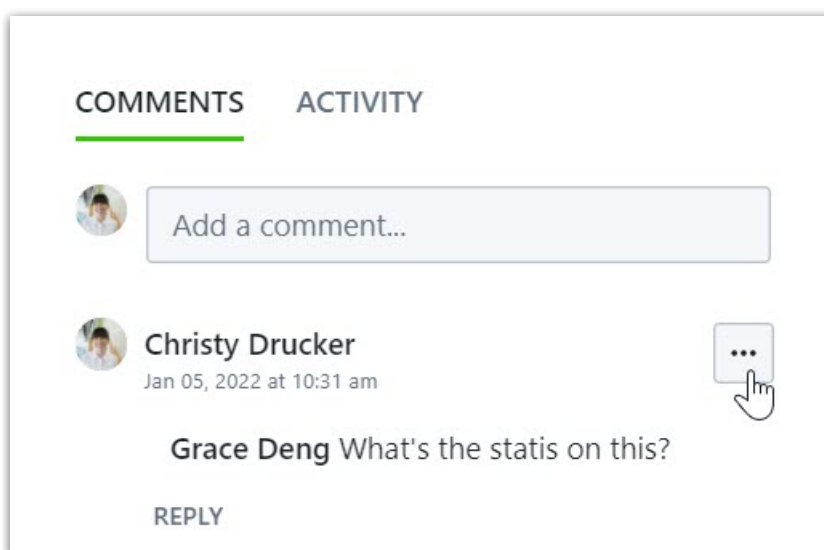 COMMENTS ACTIVITY
Add a comment...
Christy Drucker
Jan 05, 2022 at 10:31 am
Grace Deng What's the statis on this?
REPLY